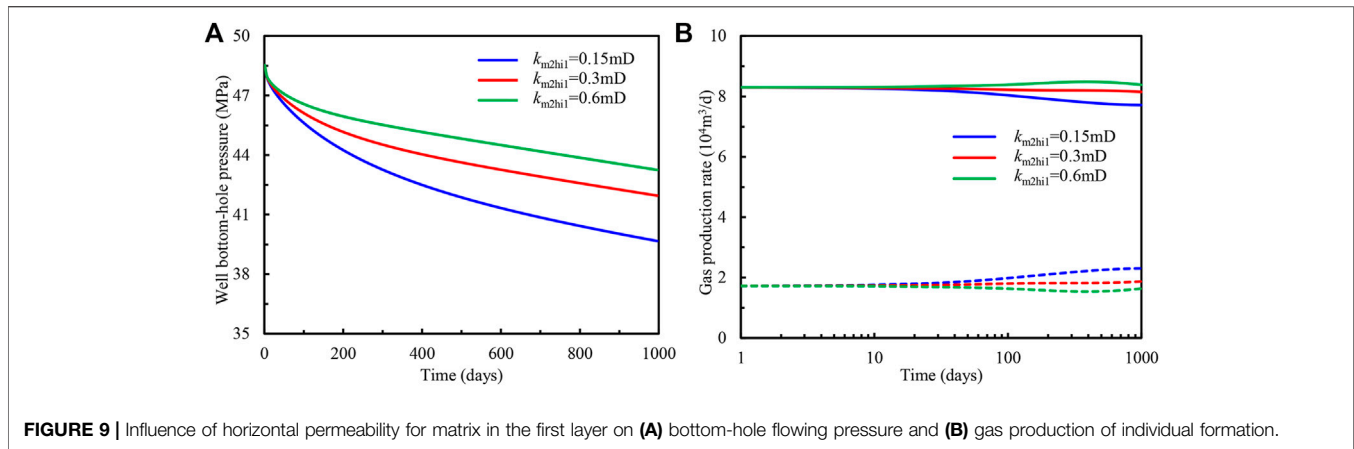 A
50
47
44
41
38
35
Well bottom-hole pressure (MPa)
km2hi1=0.15mD
km2hi1=0.3mD
km2hi1=0.6mD
0 200 400 600 800 1000
Time (days)
B
10
8
6
4
2
0
Gas production rate (10⁴m³/d)
km2hi1=0.15mD
km2hi1=0.3mD
km2hi1=0.6mD
1 10 100 1000
Time (days)
FIGURE 9 | Influence of horizontal permeability for matrix in the first layer on (A) bottom-hole flowing pressure and (B) gas production of individual formation.